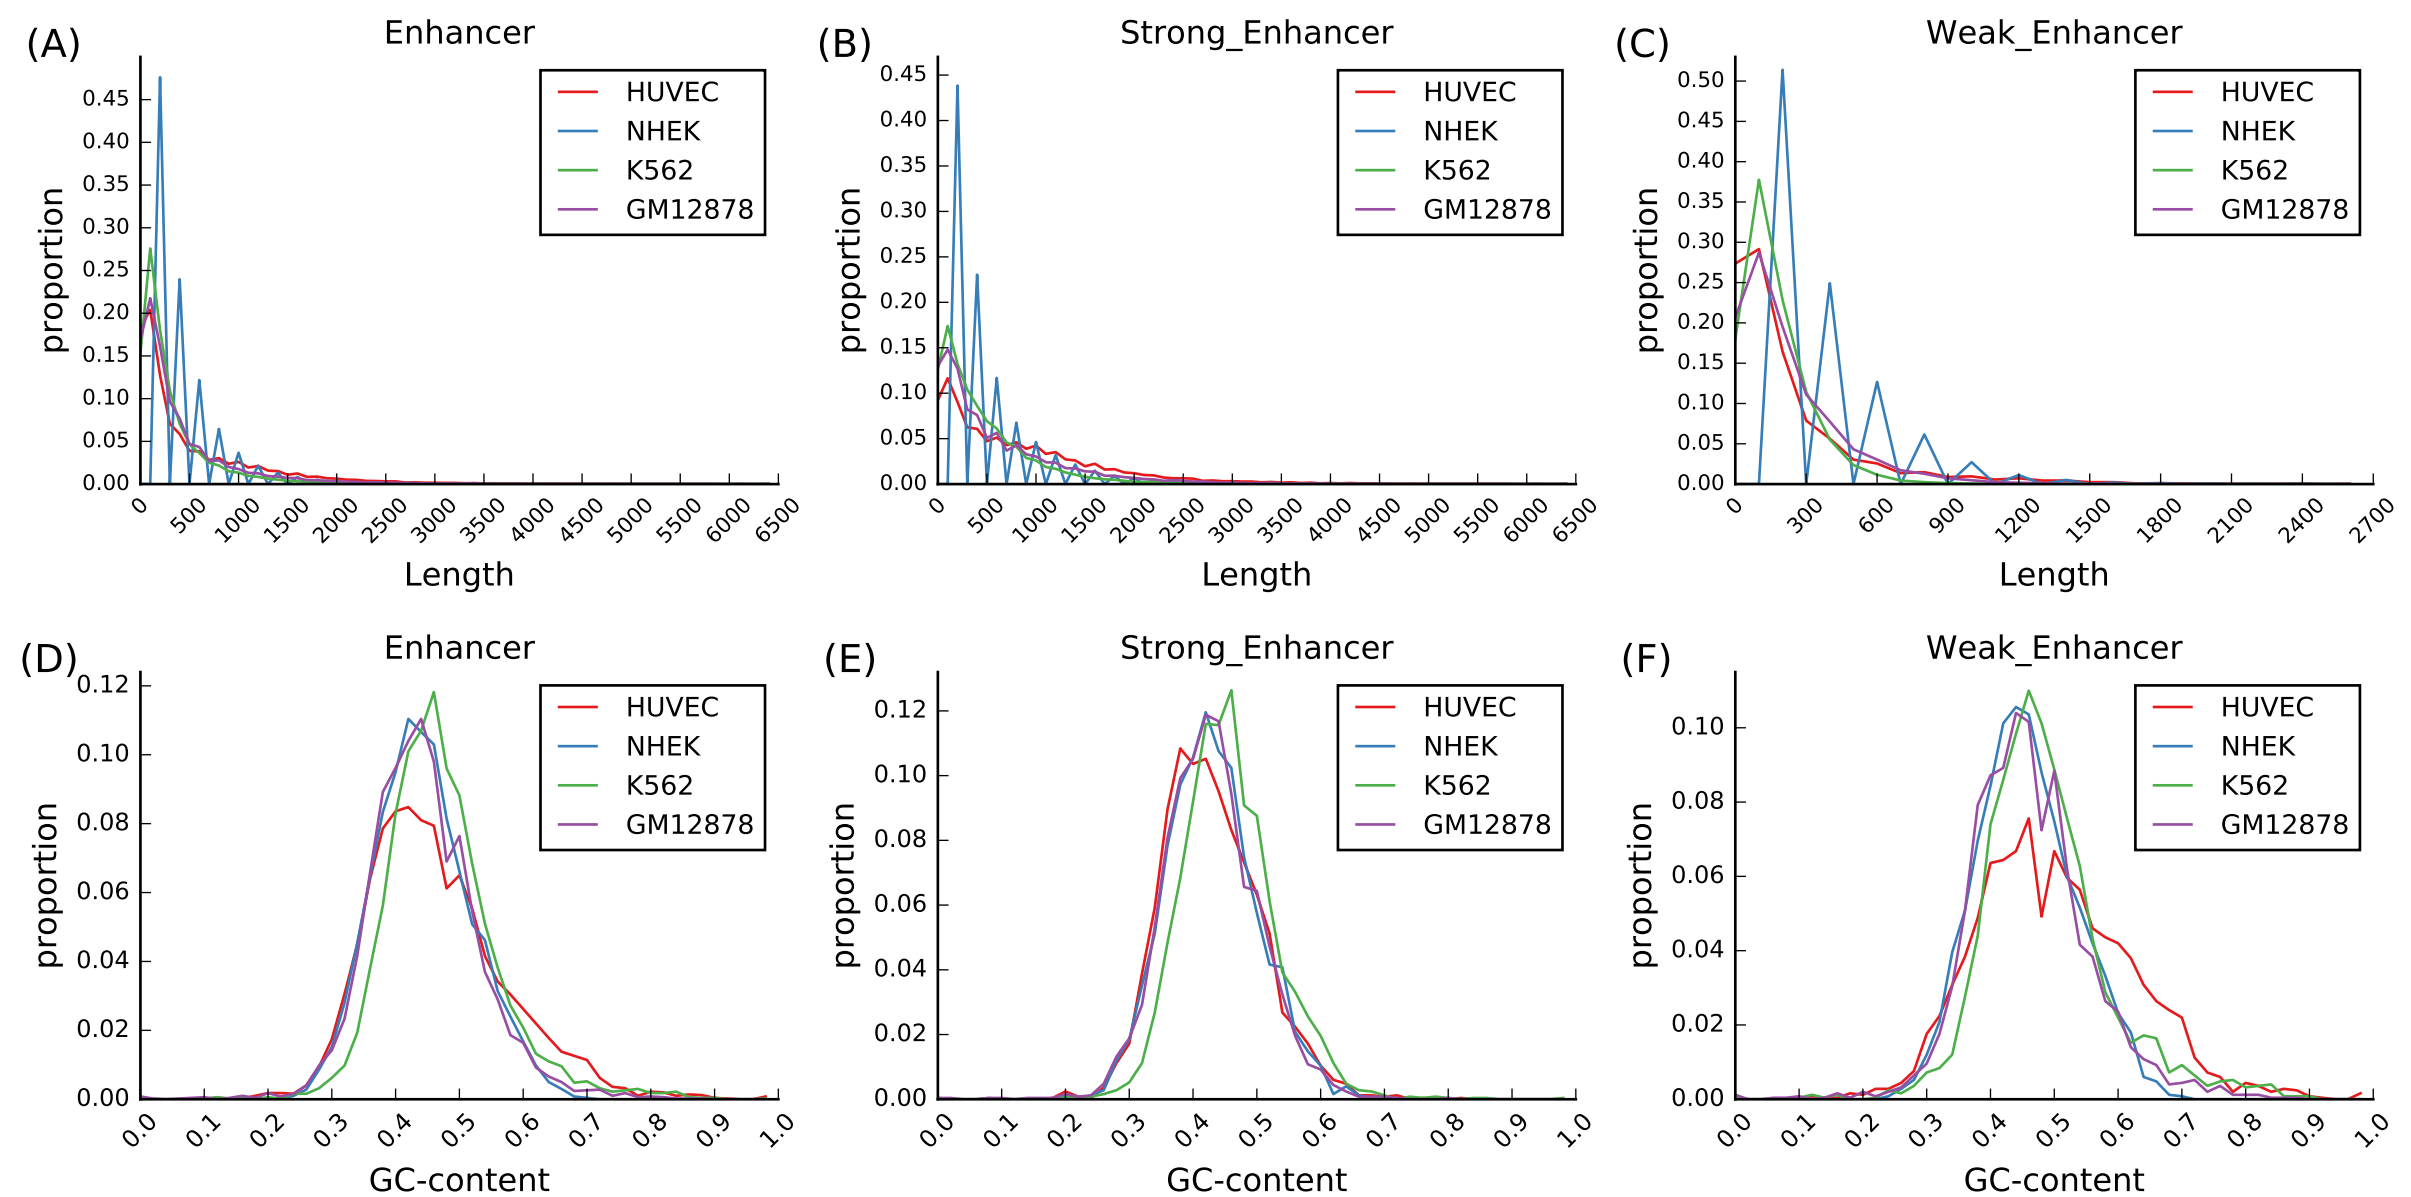 (A)
Enhancer
proportion
0.45
0.40
0.35
0.30
0.25
0.20
0.15
0.10
0.05
0.00
HUVEC
NHEK
K562
GM12878
0 500 1000 1500 2000 2500 3000 3500 4000 4500 5000 5500 6000 6500
Length
(B)
Strong_Enhancer
proportion
0.45
0.40
0.35
0.30
0.25
0.20
0.15
0.10
0.05
0.00
HUVEC
NHEK
K562
GM12878
0 500 1000 1500 2000 2500 3000 3500 4000 4500 5000 5500 6000 6500
Length
(C)
Weak_Enhancer
proportion
0.50
0.45
0.40
0.35
0.30
0.25
0.20
0.15
0.10
0.05
0.00
HUVEC
NHEK
K562
GM12878
0 300 600 900 1200 1500 1800 2100 2400 2700
Length
(D)
Enhancer
proportion
0.12
0.10
0.08
0.06
0.04
0.02
0.00
HUVEC
NHEK
K562
GM12878
0.0 0.1 0.2 0.3 0.4 0.5 0.6 0.7 0.8 0.9 1.0
GC-content
(E)
Strong_Enhancer
proportion
0.12
0.10
0.08
0.06
0.04
0.02
0.00
HUVEC
NHEK
K562
GM12878
0.0 0.1 0.2 0.3 0.4 0.5 0.6 0.7 0.8 0.9 1.0
GC-content
(F)
Weak_Enhancer
proportion
0.10
0.08
0.06
0.04
0.02
0.00
HUVEC
NHEK
K562
GM12878
0.0 0.1 0.2 0.3 0.4 0.5 0.6 0.7 0.8 0.9 1.0
GC-content